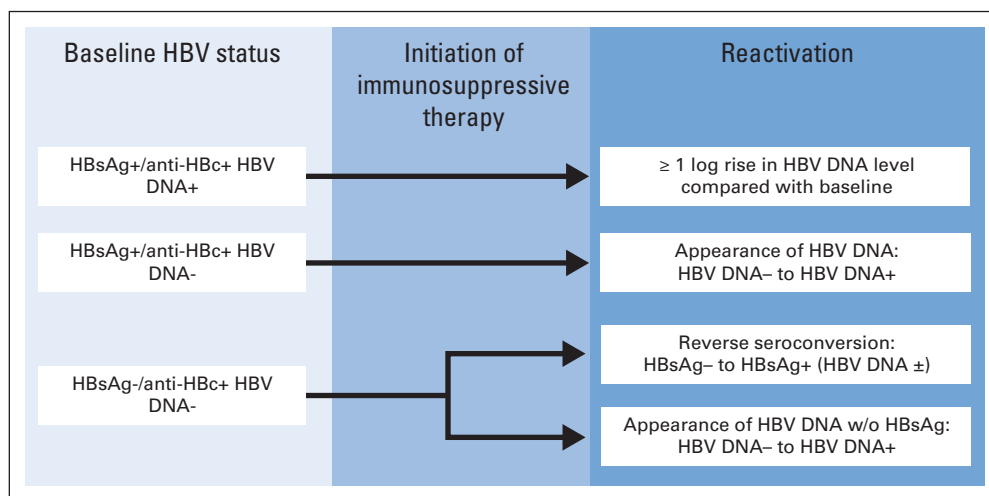 Baseline HBV status
Initiation of
immunosuppressive
therapy
Reactivation
HBsAg+/anti-HBc+ HBV
DNA+
≥ 1 log rise in HBV DNA level
compared with baseline
HBsAg+/anti-HBc+ HBV
DNA-
Appearance of HBV DNA:
HBV DNA– to HBV DNA+
HBsAg-/anti-HBc+ HBV
DNA-
Reverse seroconversion:
HBsAg– to HBsAg+ (HBV DNA ±)
Appearance of HBV DNA w/o HBsAg:
HBV DNA– to HBV DNA+